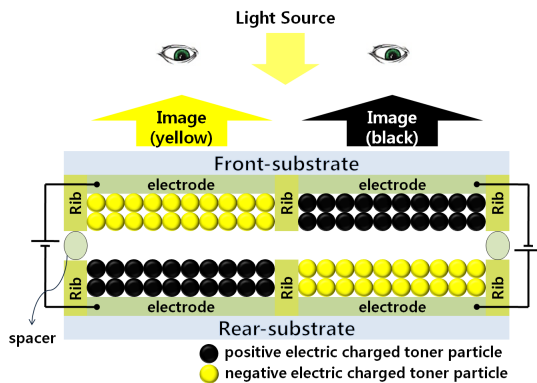 Light Source
Image
(yellow)
Image
(black)
Front-substrate
Rib
electrode
Rib
electrode
Rib
Rib
electrode
Rib
electrode
Rib
Rear-substrate
spacer
positive electric charged toner particle
negative electric charged toner particle